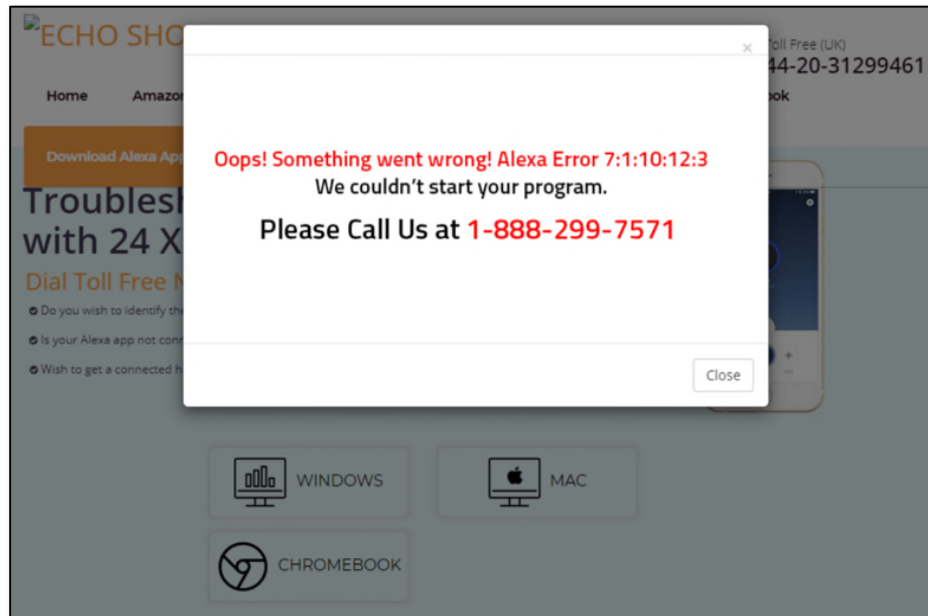 ECHO SHO
Toll Free (UK)
44-20-31299461
Home Amazon ook
Download Alexa App
Troublesh
with 24 X
Dial Toll Free N
Do you wish to identify the
Is your Alexa app not conn
Wish to get a connected h
×
Oops! Something went wrong! Alexa Error 7:1:10:12:3
We couldn't start your program.
Please Call Us at 1-888-299-7571
Close
WINDOWS
MAC
CHROMEBOOK